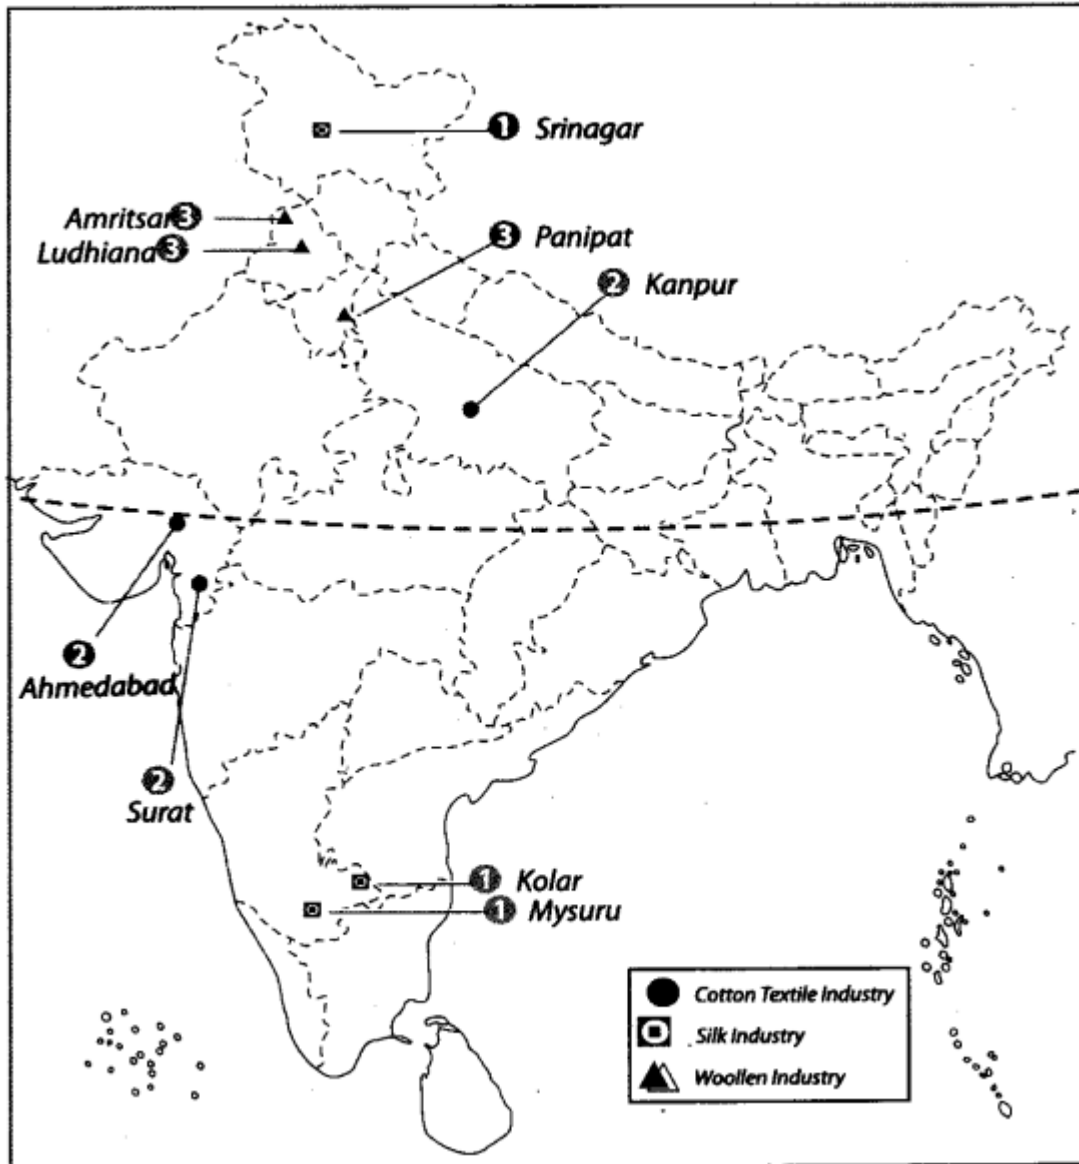 1 Srinagar
Amritsar 3
Ludhiana 3
3 Panipat
2 Kanpur
2
Ahmedabad
2
Surat
1 Kolar
1 Mysuru
Cotton Textile Industry
Silk Industry
Woollen Industry